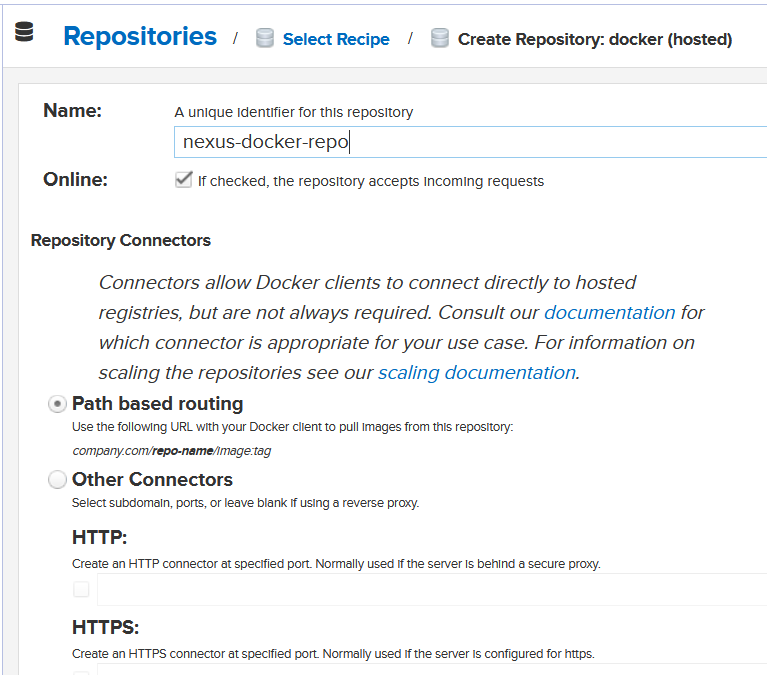 Repositories / Select Recipe / Create Repository: docker (hosted)
Name: A unique identifier for this repository
nexus-docker-repo
Online: If checked, the repository accepts incoming requests
Repository Connectors
Connectors allow Docker clients to connect directly to hosted
registries, but are not always required. Consult our documentation for
which connector is appropriate for your use case. For information on
scaling the repositories see our scaling documentation.
Path based routing
Use the following URL with your Docker client to pull images from this repository:
company.com/repo-name/image:tag
Other Connectors
Select subdomain, ports, or leave blank if using a reverse proxy.
HTTP:
Create an HTTP connector at specified port. Normally used if the server is behind a secure proxy.
HTTPS:
Create an HTTPS connector at specified port. Normally used if the server is configured for https.